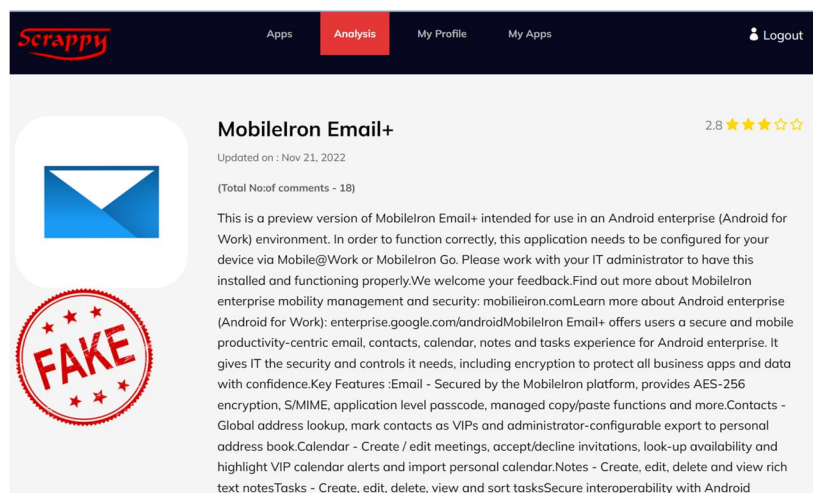 Scrappy
Apps
Analysis
My Profile
My Apps
Logout
MobileIron Email+
2.8
Updated on : Nov 21, 2022
(Total No:of comments - 18)
This is a preview version of MobileIron Email+ intended for use in an Android enterprise (Android for
Work) environment. In order to function correctly, this application needs to be configured for your
device via Mobile@Work or MobileIron Go. Please work with your IT administrator to have this
installed and functioning properly.We welcome your feedback.Find out more about MobileIron
enterprise mobility management and security: mobilieiron.comLearn more about Android enterprise
(Android for Work): enterprise.google.com/androidMobileIron Email+ offers users a secure and mobile
productivity-centric email, contacts, calendar, notes and tasks experience for Android enterprise. It
gives IT the security and controls it needs, including encryption to protect all business apps and data
with confidence.Key Features :Email - Secured by the MobileIron platform, provides AES-256
encryption, S/MIME, application level passcode, managed copy/paste functions and more.Contacts -
Global address lookup, mark contacts as VIPs and administrator-configurable export to personal
address book.Calendar - Create / edit meetings, accept/decline invitations, look-up availability and
highlight VIP calendar alerts and import personal calendar.Notes - Create, edit, delete and view rich
text notesTasks - Create, edit, delete, view and sort tasksSecure interoperability with Android
FAKE